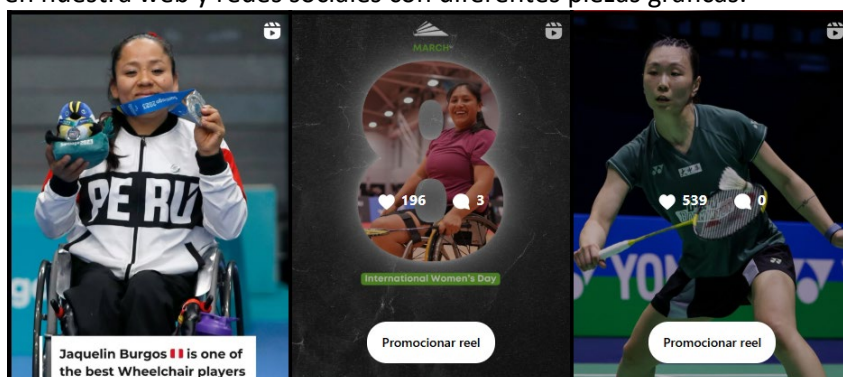 en nuestra web y redes sociales con diferentes piezas gráficas.
MARCH
196
3
539
0
PERU
YON
International Women's Day
Promocionar reel
Promocionar reel
Jaquelin Burgos is one of
the best Wheelchair players